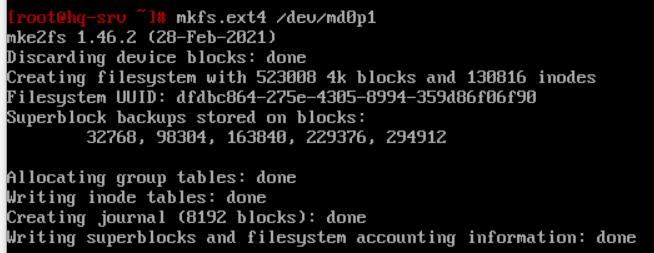 [root@hq-srv ~]# mkfs.ext4 /dev/md0p1
mke2fs 1.46.2 (28-Feb-2021)
Discarding device blocks: done
Creating filesystem with 523008 4k blocks and 130816 inodes
Filesystem UUID: dfdbc864-275e-4305-8994-359d86f06f90
Superblock backups stored on blocks:
32768, 98304, 163840, 229376, 294912
Allocating group tables: done
Writing inode tables: done
Creating journal (8192 blocks): done
Writing superblocks and filesystem accounting information: done